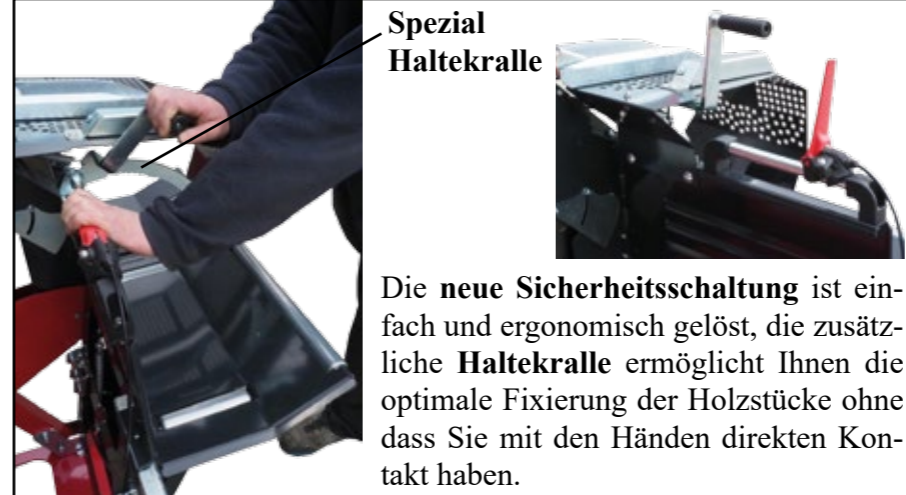 Spezial
Haltekralle
Die neue Sicherheitsschaltung ist ein-
fach und ergonomisch gelöst, die zusätz-
liche Haltekralle ermöglicht Ihnen die
optimale Fixierung der Holzstücke ohne
dass Sie mit den Händen direkten Kon-
takt haben.